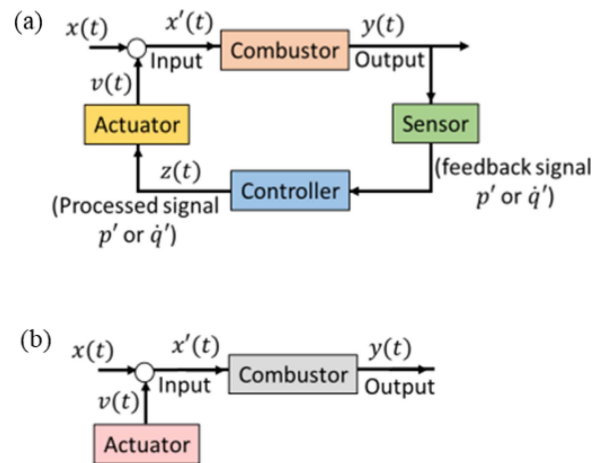 (a)
x(t)
x′(t)
y(t)
Input
Combustor
Output
v(t)
Actuator
Sensor
z(t)
Controller
(feedback signal
p′ or q̇′)
(Processed signal
p′ or q̇′)
(b)
x(t)
x′(t)
y(t)
Input
Combustor
Output
v(t)
Actuator